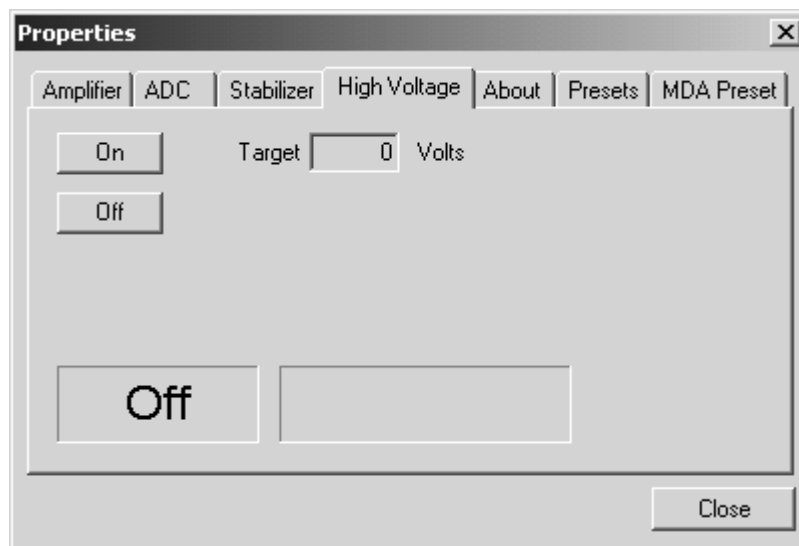 Properties
Amplifier ADC Stabilizer High Voltage About Presets MDA Preset
On Target 0 Volts
Off
Off
Close